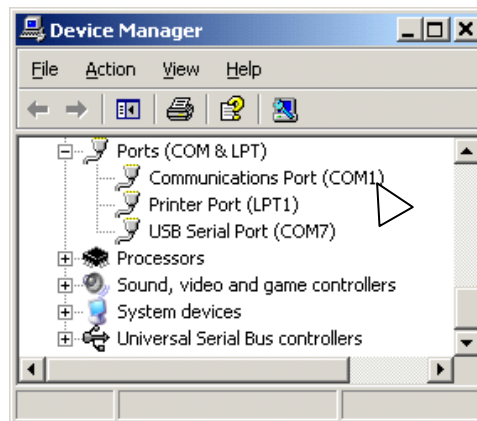 Device Manager
File Action View Help
Ports (COM & LPT)
Communications Port (COM1)
Printer Port (LPT1)
USB Serial Port (COM7)
Processors
Sound, video and game controllers
System devices
Universal Serial Bus controllers